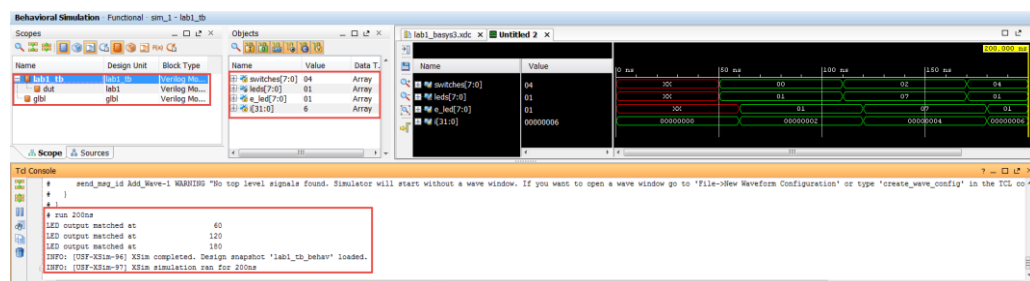 Behavioral Simulation - Functional - sim_1 - lab1_tb
Scopes
Name Design Unit Block Type
lab1_tb lab1_tb Verilog Mo...
dut lab1 Verilog Mo...
glbl glbl Verilog Mo...
Scope Sources
Objects
Name Value Data T...
switches[7:0] 04 Array
leds[7:0] 01 Array
e_led[7:0] 01 Array
i[31:0] 6 Array
lab1_basys3.xdc x Untitled 2 x
200.000 ns
Name Value
0 ns 50 ns 100 ns 150 ns
switches[7:0] 04 XX 00 02 04
leds[7:0] 01 XX 01 07 01
e_led[7:0] 01 XX 01 07 01
i[31:0] 00000006 00000000 00000002 00000004 00000006
Tcl Console
# send_msg_id Add_Wave-1 WARNING "No top level signals found. Simulator will start without a wave window. If you want to open a wave window go to 'File->New Waveform Configuration' or type 'create_wave_config' in the TCL co
# }
# }
# run 200ns
LED output matched at 60
LED output matched at 120
LED output matched at 180
INFO: [USF-XSim-96] XSim completed. Design snapshot 'lab1_tb_behav' loaded.
INFO: [USF-XSim-97] XSim simulation ran for 200ns